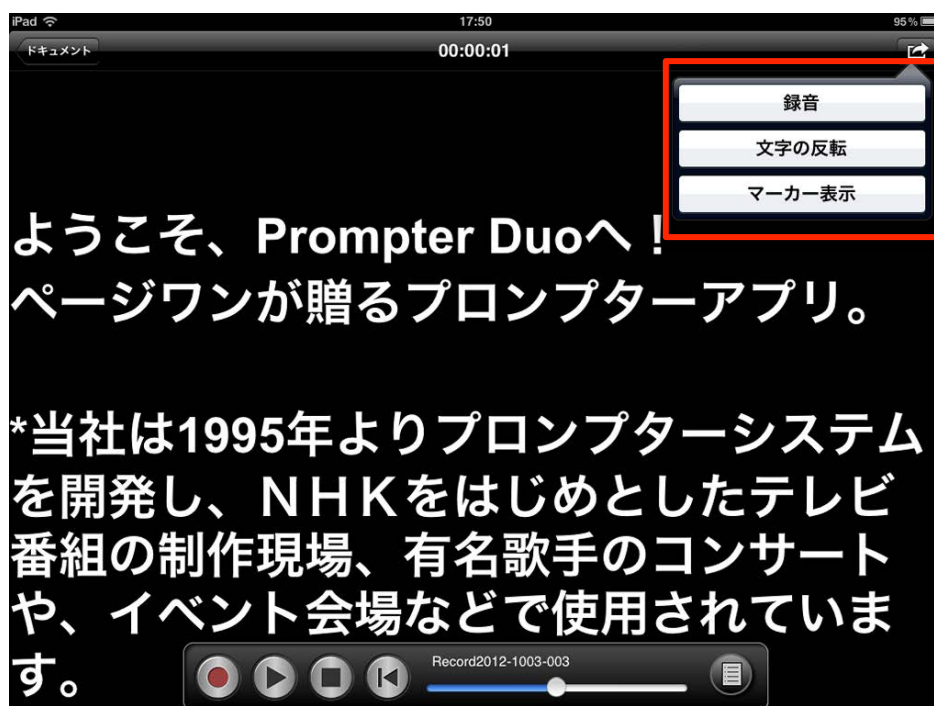 iPad 17:50 95%
ドキュメント 00:00:01
録音
文字の反転
マーカー表示
ようこそ、Prompter Duoへ！
ページワンが贈るプロンプターアプリ。
*当社は1995年よりプロンプターシステム
を開発し、ＮＨＫをはじめとしたテレビ
番組の制作現場、有名歌手のコンサート
や、イベント会場などで使用されていま
す。
Record2012-1003-003